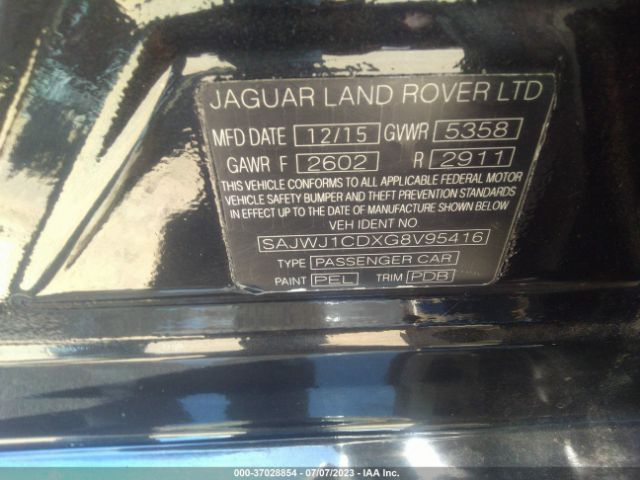 JAGUAR LAND ROVER LTD
MFD DATE 12/15 GVWR 5358
GAWR F 2602 R 2911
THIS VEHICLE CONFORMS TO ALL APPLICABLE FEDERAL MOTOR
VEHICLE SAFETY BUMPER AND THEFT PREVENTION STANDARDS
IN EFFECT UP TO THE DATE OF MANUFACTURE SHOWN BELOW
VEH IDENT NO
SAJWJ1CDXG8V95416
TYPE PASSENGER CAR
PAINT PEL TRIM PDB
000-37028854 - 07/07/2023 - IAA Inc.